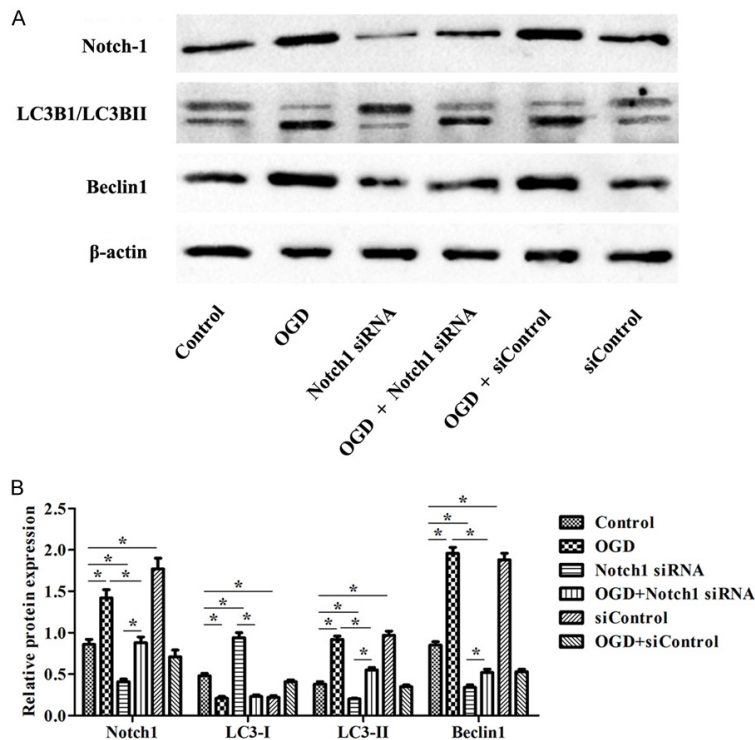 A
Notch-1
LC3B1/LC3BII
Beclin1
β-actin
Control
OGD
Notch1 siRNA
OGD + Notch1 siRNA
OGD + siControl
siControl
B
Relative protein expression
2.5
2.0
1.5
1.0
0.5
0.0
* * * * *
* * *
* * * * *
* * * * *
Notch1
LC3-I
LC3-II
Beclin1
Control
OGD
Notch1 siRNA
OGD+Notch1 siRNA
siControl
OGD+siControl